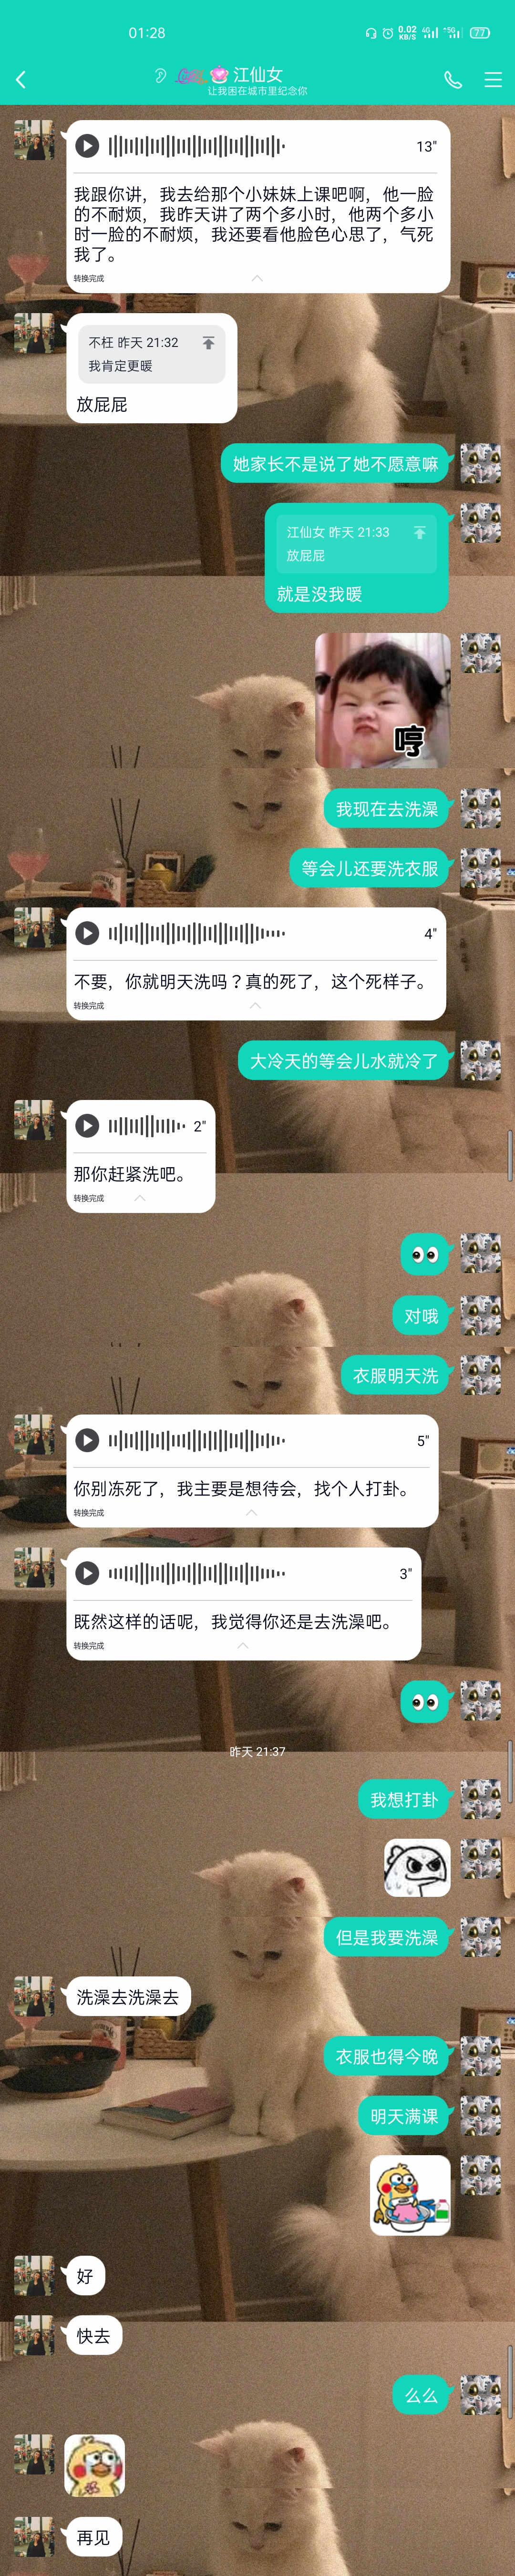 01:28
0.02
KB/S
4G
5G
77
江仙女
让我困在城市里纪念你
13"
我跟你讲，我去给那个小妹妹上课吧啊，他一脸
的不耐烦，我昨天讲了两个多小时，他两个多小
时一脸的不耐烦，我还要看他脸色心思了，气死
我了。
转换完成
不枉 昨天 21:32
我肯定更暖
放屁屁
她家长不是说了她不愿意嘛
江仙女 昨天 21:33
放屁屁
就是没我暖
哼
我现在去洗澡
等会儿还要洗衣服
4"
不要，你就明天洗吗？真的死了，这个死样子。
转换完成
大冷天的等会儿水就冷了
2"
那你赶紧洗吧。
转换完成
对哦
衣服明天洗
5"
你别冻死了，我主要是想待会，找个人打卦。
转换完成
3"
既然这样的话呢，我觉得你还是去洗澡吧。
转换完成
昨天 21:37
我想打卦
但是我要洗澡
洗澡去洗澡去
衣服也得今晚
明天满课
好
快去
么么
再见